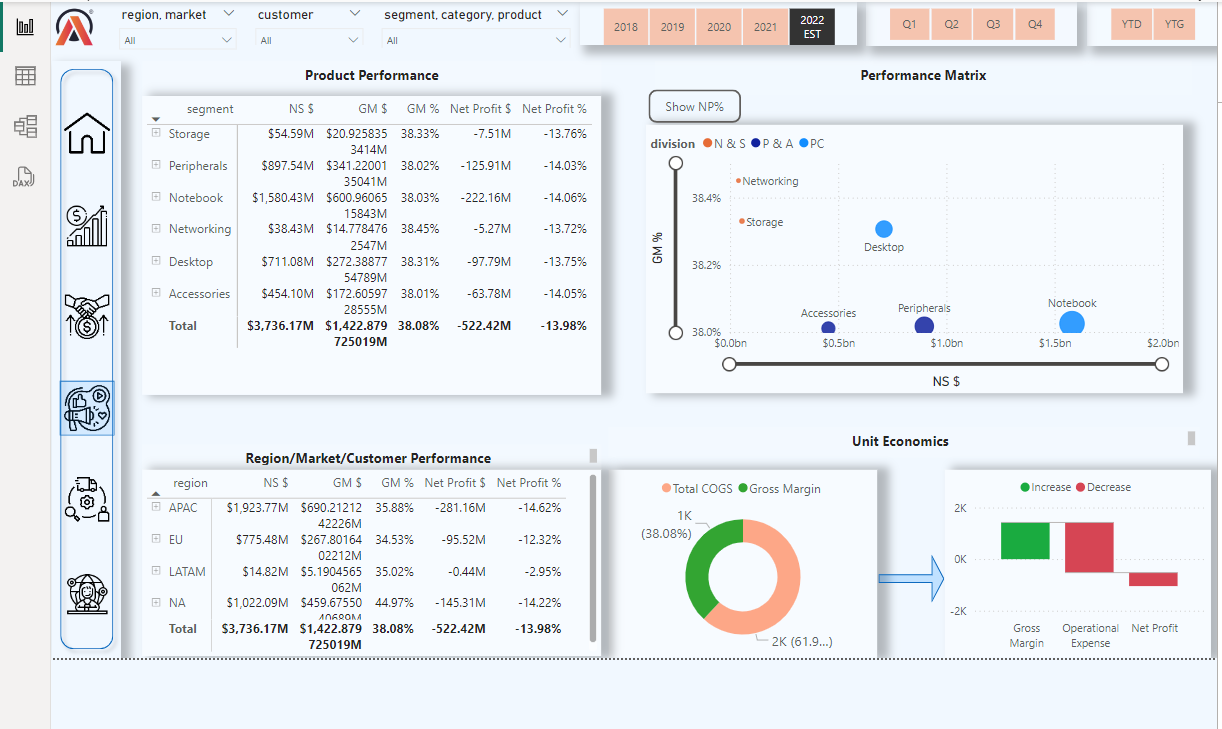 region, market
customer
segment, category, product
All
All
All
2018
2019
2020
2021
2022
EST
Q1
Q2
Q3
Q4
YTD
YTG
DAX
Product Performance
segment NS $ GM $ GM % Net Profit $ Net Profit %
Storage $54.59M $20.925835 38.33% -7.51M -13.76%
3414M
Peripherals $897.54M $341.22001 38.02% -125.91M -14.03%
35041M
Notebook $1,580.43M $600.96065 38.03% -222.16M -14.06%
15843M
Networking $38.43M $14.778476 38.45% -5.27M -13.72%
2547M
Desktop $711.08M $272.38877 38.31% -97.79M -13.75%
54789M
Accessories $454.10M $172.60597 38.01% -63.78M -14.05%
28555M
Total $3,736.17M $1,422.879 38.08% -522.42M -13.98%
725019M
Performance Matrix
Show NP%
division N & S P & A PC
GM %
38.4%
38.2%
38.0%
Networking
Storage
Desktop
Accessories
Peripherals
Notebook
$0.0bn $0.5bn $1.0bn $1.5bn $2.0bn
NS $
Region/Market/Customer Performance
region NS $ GM $ GM % Net Profit $ Net Profit %
APAC $1,923.77M $690.21212 35.88% -281.16M -14.62%
42226M
EU $775.48M $267.80164 34.53% -95.52M -12.32%
02212M
LATAM $14.82M $5.1904565 35.02% -0.44M -2.95%
062M
NA $1,022.09M $459.67550 44.97% -145.31M -14.22%
40689M
Total $3,736.17M $1,422.879 38.08% -522.42M -13.98%
725019M
Unit Economics
Total COGS Gross Margin
1K
(38.08%)
2K (61.9...)
Increase Decrease
2K
0K
-2K
Gross
Margin
Operational
Expense
Net Profit